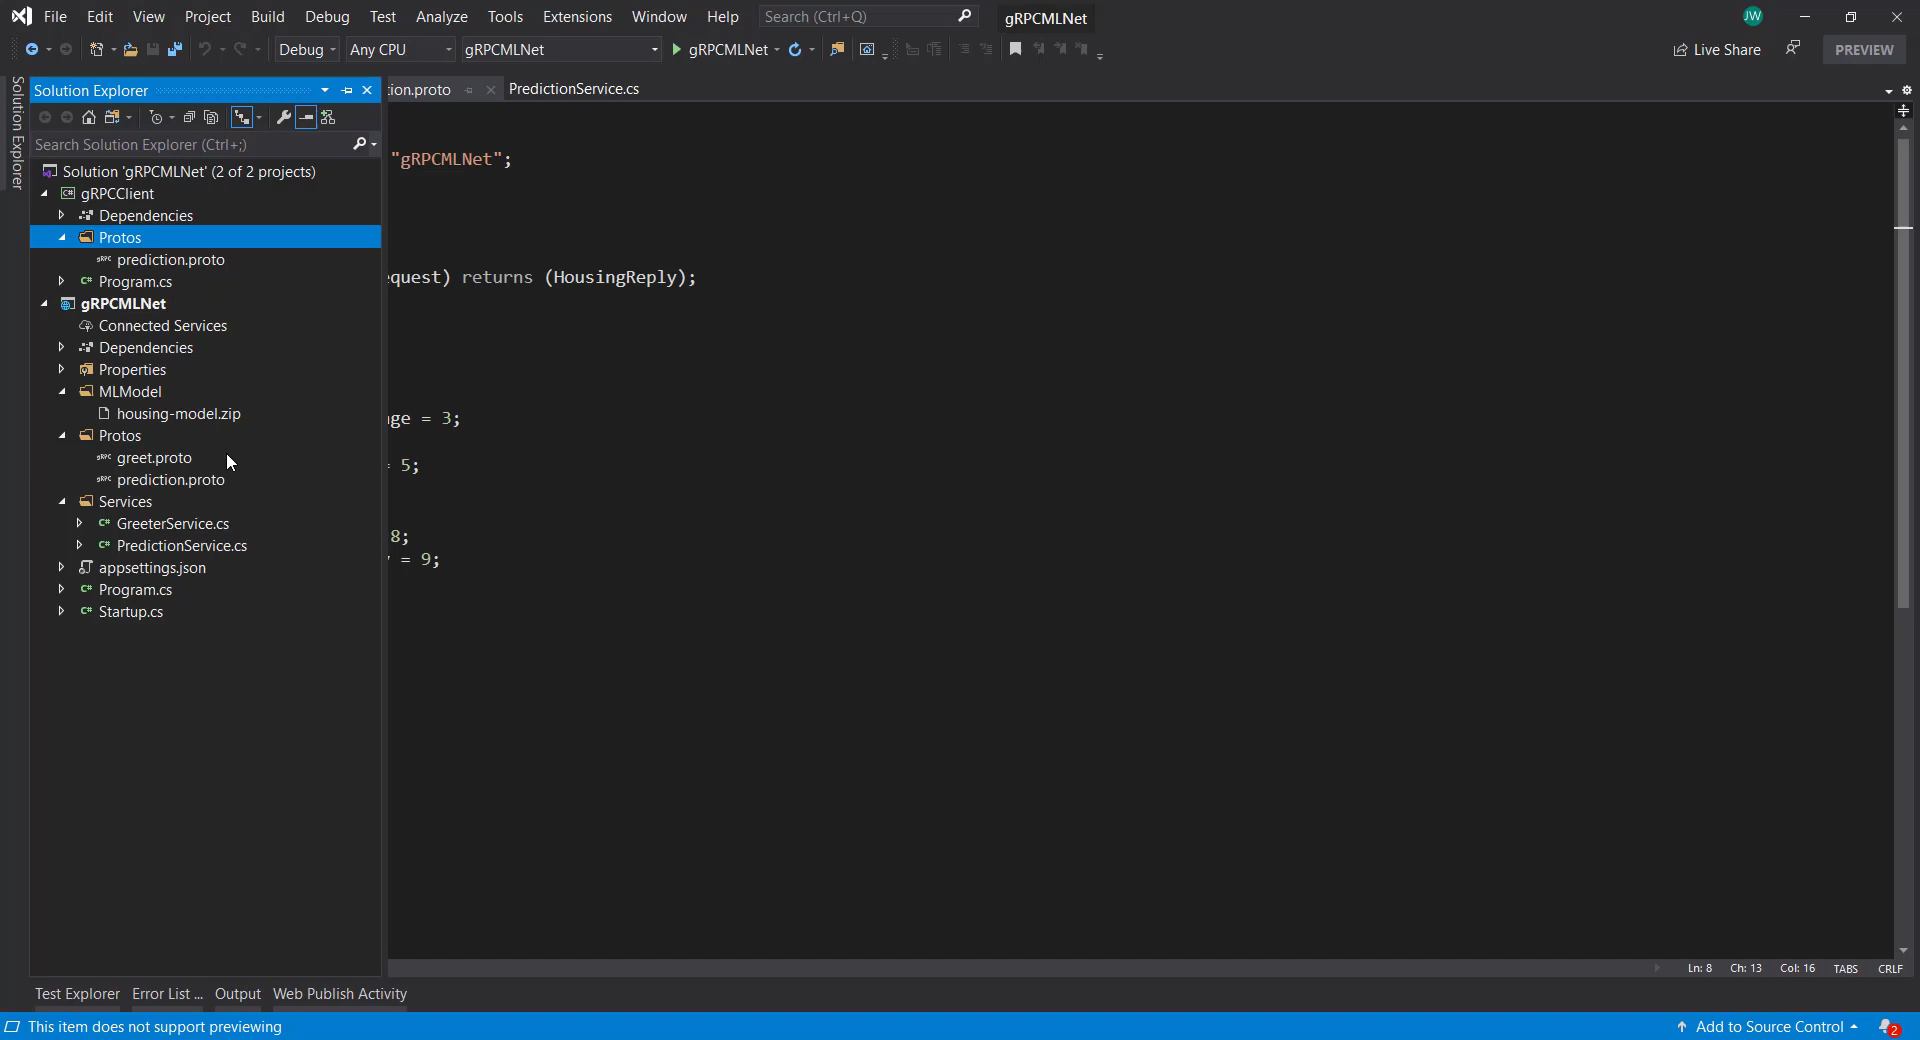 File Edit View Project Build Debug Test Analyze Tools Extensions Window Help Search (Ctrl+Q) gRPCMLNet JW
Debug Any CPU gRPCMLNet gRPCMLNet Live Share PREVIEW
Solution Explorer
Solution Explorer
ion.proto PredictionService.cs
Search Solution Explorer (Ctrl+;)
Solution 'gRPCMLNet' (2 of 2 projects)
gRPCClient
Dependencies
Protos
prediction.proto
Program.cs
gRPCMLNet
Connected Services
Dependencies
Properties
MLModel
housing-model.zip
Protos
greet.proto
prediction.proto
Services
GreeterService.cs
PredictionService.cs
appsettings.json
Program.cs
Startup.cs
"gRPCMLNet";
equest) returns (HousingReply);
age = 3;
= 5;
8;
y = 9;
Ln: 8 Ch: 13 Col: 16 TABS CRLF
Test Explorer Error List ... Output Web Publish Activity
This item does not support previewing Add to Source Control 2